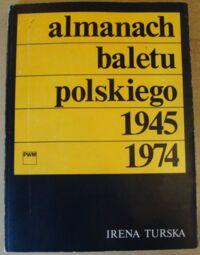 almanach
baletu
polskiego
1945
PWM
1974
IRENA TURSKA